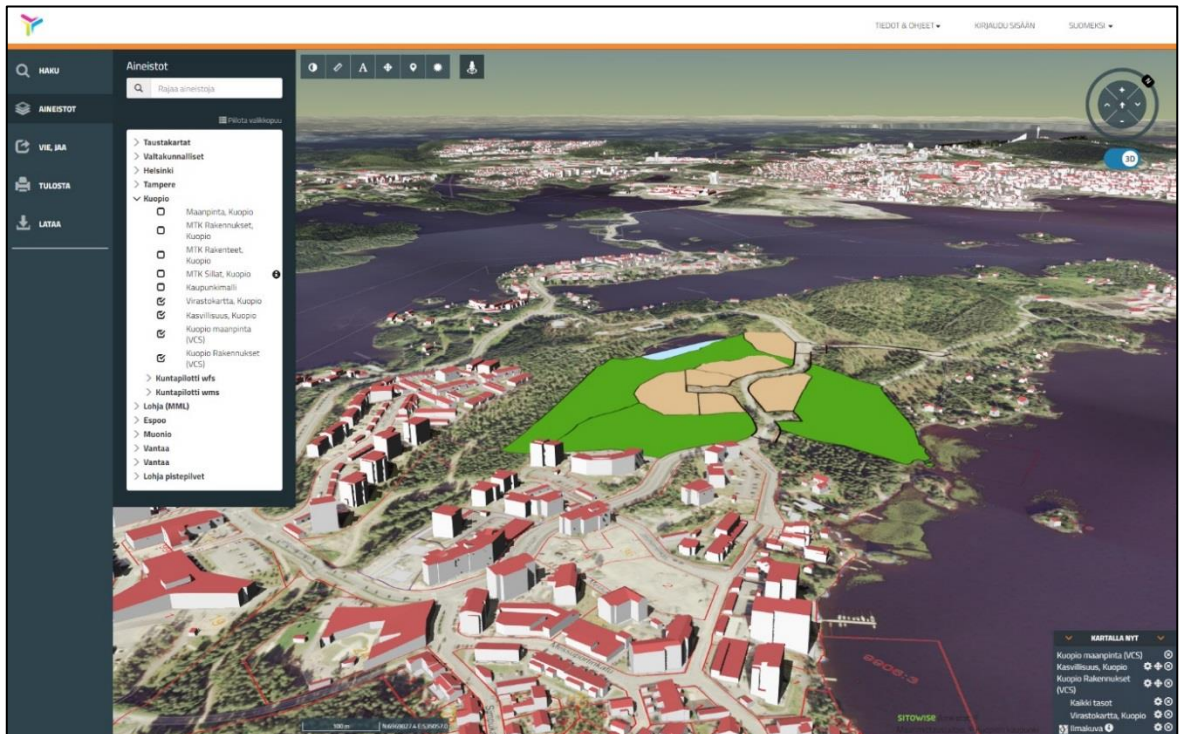 TIEDOT & OHJEET
KIRJAUDU SISÄÄN
SUOMEKSI
HAKU
AINEISTOT
VIE, JAA
TULOSTA
LATAA
Aineistot
Rajaa aineistoja
Piilota valikkopuu
Taustakartat
Valtakunnalliset
Helsinki
Tampere
Kuopio
Maanpinta, Kuopio
MTK Rakennukset,
Kuopio
MTK Rakenteet,
Kuopio
MTK Sillat, Kuopio
Kaupunkimalli
Virastokartta, Kuopio
Kasvillisuus, Kuopio
Kuopio maanpinta
(VCS)
Kuopio Rakennukset
(VCS)
Kuntapilotti wfs
Kuntapilotti wms
Lohja (MML)
Espoo
Muonio
Vantaa
Vantaa
Lohja pistepilvet
A
N
3D
100 m
SITOWISE
KARTALLA NYT
Kuopio maanpinta (VCS)
Kasvillisuus, Kuopio
Kuopio Rakennukset
(VCS)
Kaikki tasot
Virastokartta, Kuopio
Ilmakuva